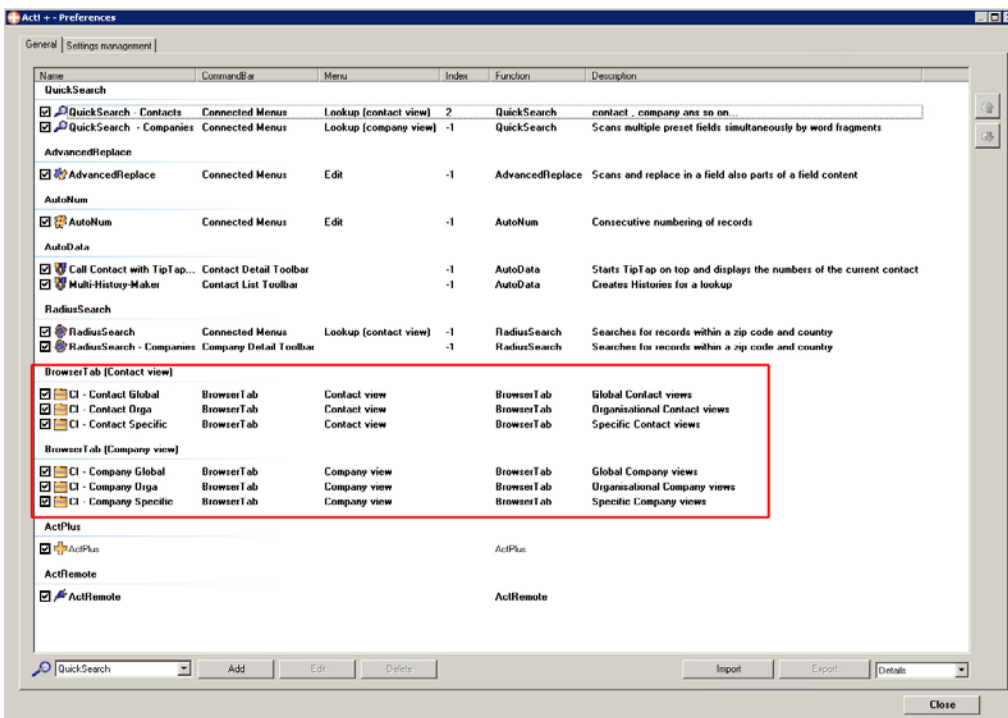 Act! + - Preferences
General Settings management
Name CommandBar Menu Index Function Description
QuickSearch
QuickSearch - Contacts Connected Menus Lookup (contact view) 2 QuickSearch contact , company ans so on...
QuickSearch - Companies Connected Menus Lookup (company view) -1 QuickSearch Scans multiple preset fields simultaneously by word fragments
AdvancedReplace
AdvancedReplace Connected Menus Edit -1 AdvancedReplace Scans and replace in a field also parts of a field content
AutoNum
AutoNum Connected Menus Edit -1 AutoNum Consecutive numbering of records
AutoData
Call Contact with TipTap... Contact Detail Toolbar -1 AutoData Starts TipTap on top and displays the numbers of the current contact
Multi-History-Maker Contact List Toolbar -1 AutoData Creates Histories for a lookup
RadiusSearch
RadiusSearch Connected Menus Lookup (contact view) -1 RadiusSearch Searches for records within a zip code and country
RadiusSearch - Companies Company Detail Toolbar -1 RadiusSearch Searches for records within a zip code and country
BrowserTab (Contact view)
CI - Contact Global BrowserTab Contact view BrowserTab Global Contact views
CI - Contact Orga BrowserTab Contact view BrowserTab Organisational Contact views
CI - Contact Specific BrowserTab Contact view BrowserTab Specific Contact views
BrowserTab (Company view)
CI - Company Global BrowserTab Company view BrowserTab Global Company views
CI - Company Orga BrowserTab Company view BrowserTab Organisational Company views
CI - Company Specific BrowserTab Company view BrowserTab Specific Company views
ActPlus
ActPlus ActPlus
ActRemote
ActRemote ActRemote
QuickSearch Add Edit Delete Import Export Details
Close